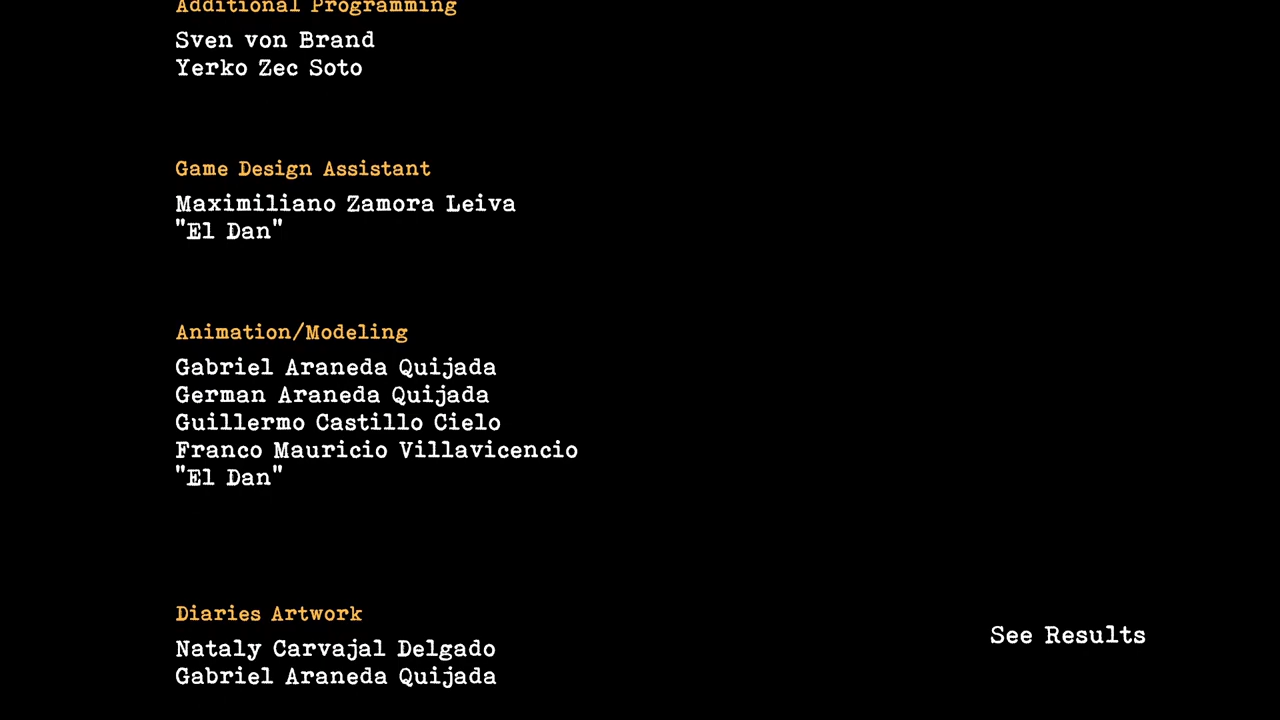 Additional Programming
Sven von Brand
Yerko Zec Soto
Game Design Assistant
Maximiliano Zamora Leiva
"El Dan"
Animation/Modeling
Gabriel Araneda Quijada
German Araneda Quijada
Guillermo Castillo Cielo
Franco Mauricio Villavicencio
"El Dan"
Diaries Artwork
Nataly Carvajal Delgado
Gabriel Araneda Quijada
See Results